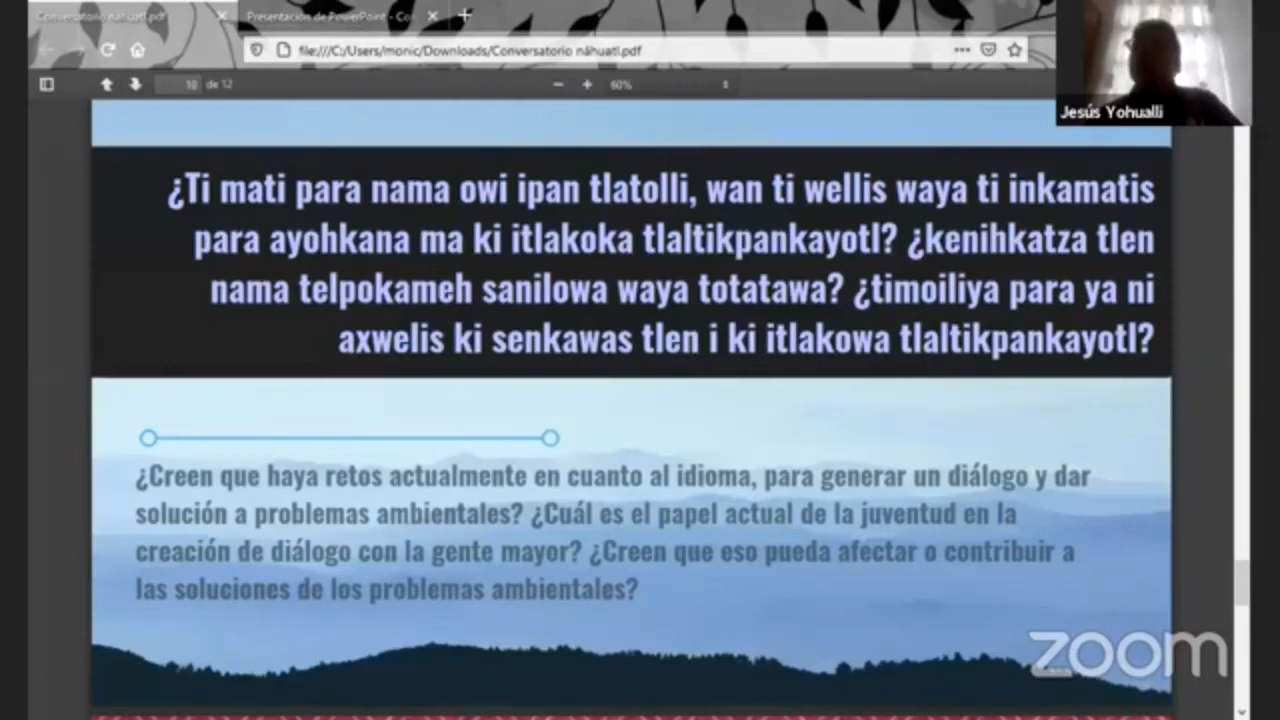 Conversatorio náhuatl.pdf
Presentación de PowerPoint - Co
file:///C:/Users/monic/Downloads/Conversatorio náhuatl.pdf
10 de 12
60%
Jesús Yohualli
¿Ti mati para nama owi ipan tlatolli, wan ti wellis waya ti inkamatis
para ayohkana ma ki itlakoka tlaltikpankayotl? ¿kenihkatza tlen
nama telpokameh sanilowa waya totatawa? ¿timoiliya para ya ni
axwelis ki senkawas tlen i ki itlakowa tlaltikpankayotl?
¿Creen que haya retos actualmente en cuanto al idioma, para generar un diálogo y dar
solución a problemas ambientales? ¿Cuál es el papel actual de la juventud en la
creación de diálogo con la gente mayor? ¿Creen que eso pueda afectar o contribuir a
las soluciones de los problemas ambientales?
zoom